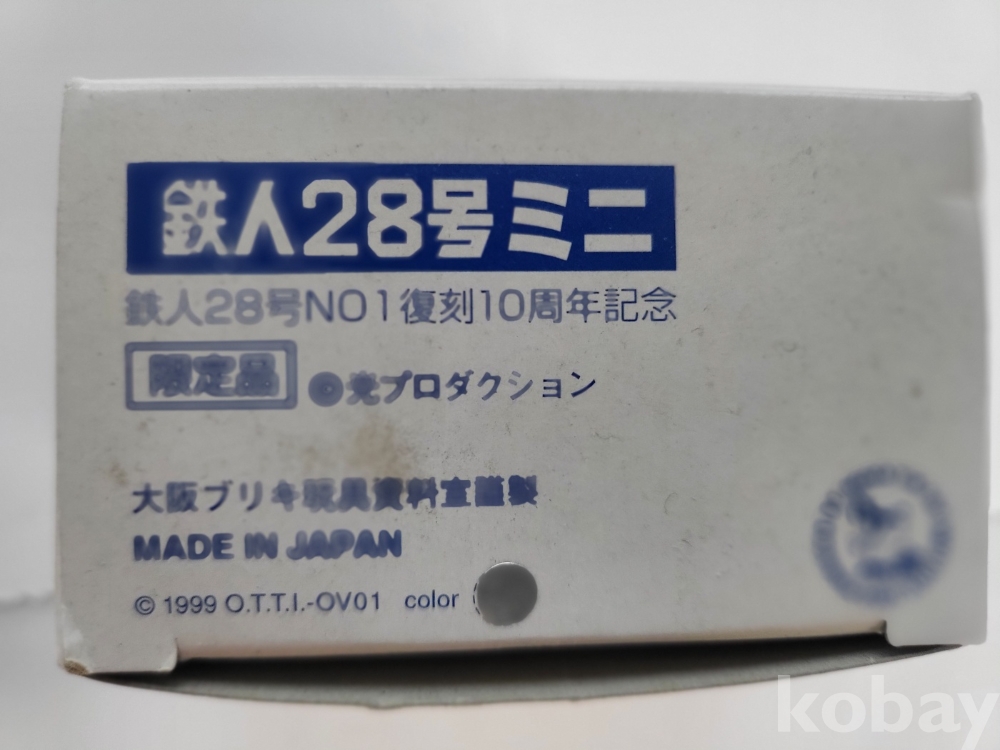 鉄人28号ミニ
鉄人28号NO1復刻10周年記念
限定品 ©光プロダクション
大阪ブリキ玩具資料室謹製
MADE IN JAPAN
© 1999 O.T.T.I.-OV01 color
kobay